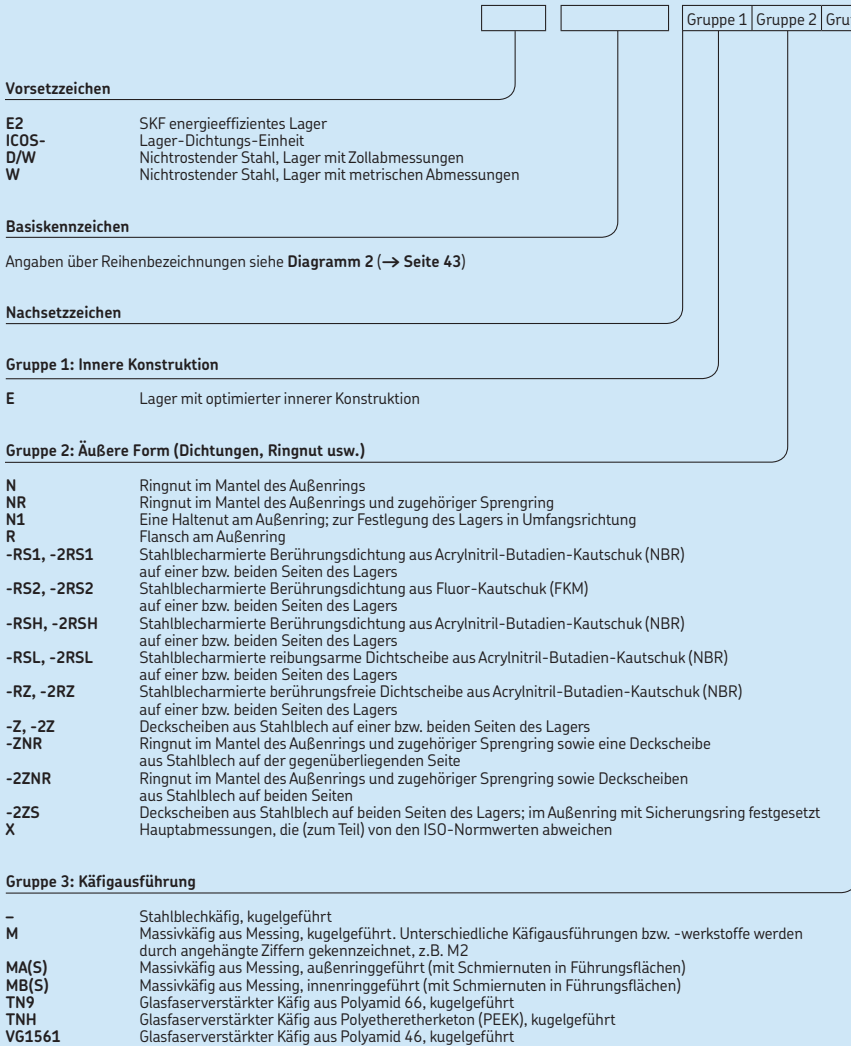 Gruppe 1 Gruppe 2
Vorsetzzeichen
E2 SKF energieeffizientes Lager
ICOS- Lager-Dichtungs-Einheit
D/W Nichtrostender Stahl, Lager mit Zollabmessungen
W Nichtrostender Stahl, Lager mit metrischen Abmessungen
Basiskennzeichen
Angaben über Reihenbezeichnungen siehe Diagramm 2 (→ Seite 43)
Nachsetzzeichen
Gruppe 1: Innere Konstruktion
E Lager mit optimierter innerer Konstruktion
Gruppe 2: Äußere Form (Dichtungen, Ringnut usw.)
N Ringnut im Mantel des Außenrings
NR Ringnut im Mantel des Außenrings und zugehöriger Sprengring
N1 Eine Haltenut am Außenring; zur Festlegung des Lagers in Umfangsrichtung
R Flansch am Außenring
-RS1, -2RS1 Stahlblecharmierte Berührungsdichtung aus Acrylnitril-Butadien-Kautschuk (NBR)
auf einer bzw. beiden Seiten des Lagers
-RS2, -2RS2 Stahlblecharmierte Berührungsdichtung aus Fluor-Kautschuk (FKM)
auf einer bzw. beiden Seiten des Lagers
-RSH, -2RSH Stahlblecharmierte Berührungsdichtung aus Acrylnitril-Butadien-Kautschuk (NBR)
auf einer bzw. beiden Seiten des Lagers
-RSL, -2RSL Stahlblecharmierte reibungsarme Dichtscheibe aus Acrylnitril-Butadien-Kautschuk (NBR)
auf einer bzw. beiden Seiten des Lagers
-RZ, -2RZ Stahlblecharmierte berührungsfreie Dichtscheibe aus Acrylnitril-Butadien-Kautschuk (NBR)
auf einer bzw. beiden Seiten des Lagers
-Z, -2Z Deckscheiben aus Stahlblech auf einer bzw. beiden Seiten des Lagers
-ZNR Ringnut im Mantel des Außenrings und zugehöriger Sprengring sowie eine Deckscheibe
aus Stahlblech auf der gegenüberliegenden Seite
-2ZNR Ringnut im Mantel des Außenrings und zugehöriger Sprengring sowie Deckscheiben
aus Stahlblech auf beiden Seiten
-2ZS Deckscheiben aus Stahlblech auf beiden Seiten des Lagers; im Außenring mit Sicherungsring festgesetzt
X Hauptabmessungen, die (zum Teil) von den ISO-Normwerten abweichen
Gruppe 3: Käfigausführung
– Stahlblechkäfig, kugelgeführt
M Massivkäfig aus Messing, kugelgeführt. Unterschiedliche Käfigausführungen bzw. -werkstoffe werden
durch angehängte Ziffern gekennzeichnet, z.B. M2
MA(S) Massivkäfig aus Messing, außenringgeführt (mit Schmiernuten in Führungsflächen)
MB(S) Massivkäfig aus Messing, innenringgeführt (mit Schmiernuten in Führungsflächen)
TN9 Glasfaserverstärkter Käfig aus Polyamid 66, kugelgeführt
TNH Glasfaserverstärkter Käfig aus Polyetheretherketon (PEEK), kugelgeführt
VG1561 Glasfaserverstärkter Käfig aus Polyamid 46, kugelgeführt